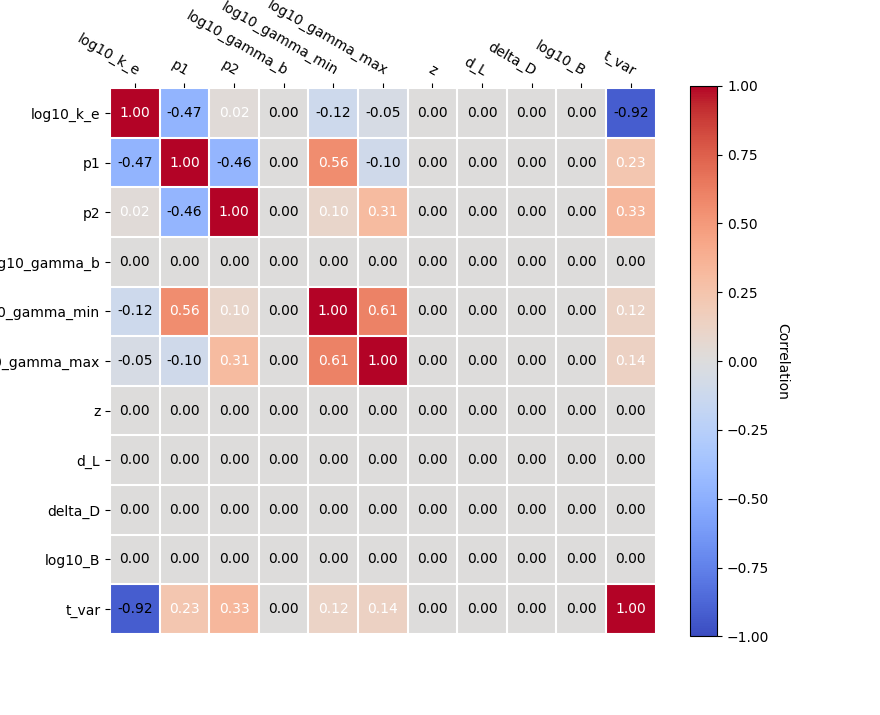 log10_k_e p1 p2 log10_gamma_b log10_gamma_min log10_gamma_max z d_L delta_D log10_B t_var
log10_k_e 1.00 -0.47 0.02 0.00 -0.12 -0.05 0.00 0.00 0.00 0.00 -0.92
p1 -0.47 1.00 -0.46 0.00 0.56 -0.10 0.00 0.00 0.00 0.00 0.23
p2 0.02 -0.46 1.00 0.00 0.10 0.31 0.00 0.00 0.00 0.00 0.33
g10_gamma_b 0.00 0.00 0.00 0.00 0.00 0.00 0.00 0.00 0.00 0.00 0.00
0_gamma_min -0.12 0.56 0.10 0.00 1.00 0.61 0.00 0.00 0.00 0.00 0.12
_gamma_max -0.05 -0.10 0.31 0.00 0.61 1.00 0.00 0.00 0.00 0.00 0.14
z 0.00 0.00 0.00 0.00 0.00 0.00 0.00 0.00 0.00 0.00 0.00
d_L 0.00 0.00 0.00 0.00 0.00 0.00 0.00 0.00 0.00 0.00 0.00
delta_D 0.00 0.00 0.00 0.00 0.00 0.00 0.00 0.00 0.00 0.00 0.00
log10_B 0.00 0.00 0.00 0.00 0.00 0.00 0.00 0.00 0.00 0.00 0.00
t_var -0.92 0.23 0.33 0.00 0.12 0.14 0.00 0.00 0.00 0.00 1.00
1.00
0.75
0.50
0.25
0.00
−0.25
−0.50
−0.75
−1.00
Correlation